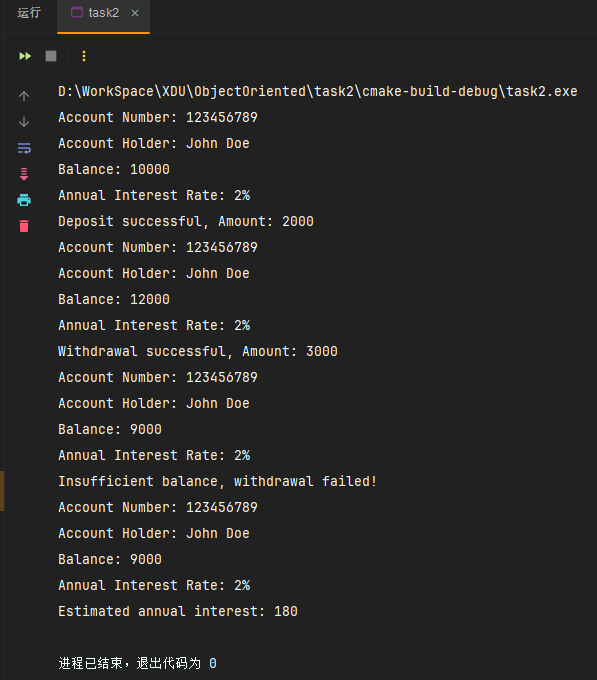 运行 task2
D:\WorkSpace\XDU\ObjectOriented\task2\cmake-build-debug\task2.exe
Account Number: 123456789
Account Holder: John Doe
Balance: 10000
Annual Interest Rate: 2%
Deposit successful, Amount: 2000
Account Number: 123456789
Account Holder: John Doe
Balance: 12000
Annual Interest Rate: 2%
Withdrawal successful, Amount: 3000
Account Number: 123456789
Account Holder: John Doe
Balance: 9000
Annual Interest Rate: 2%
Insufficient balance, withdrawal failed!
Account Number: 123456789
Account Holder: John Doe
Balance: 9000
Annual Interest Rate: 2%
Estimated annual interest: 180
进程已结束，退出代码为 0